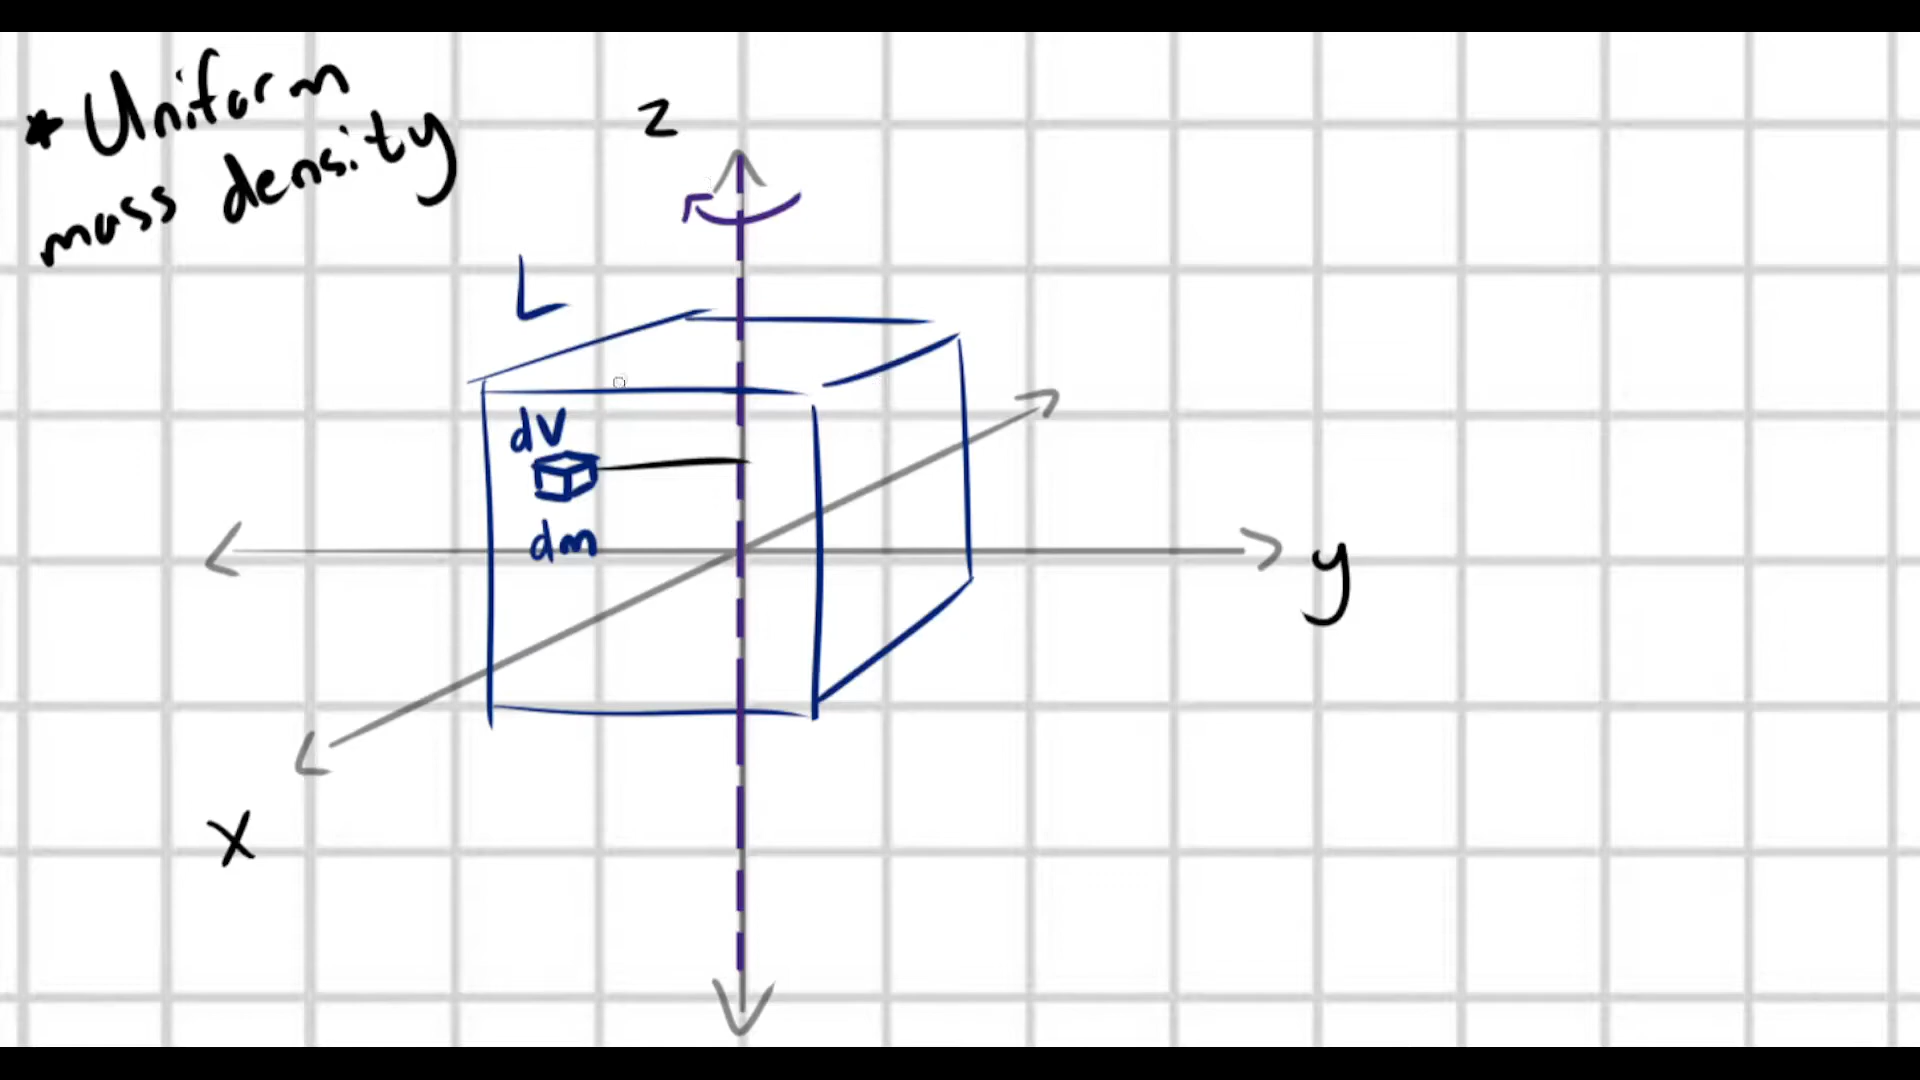 * Uniform
mass density
z
L
dV
dm
y
x